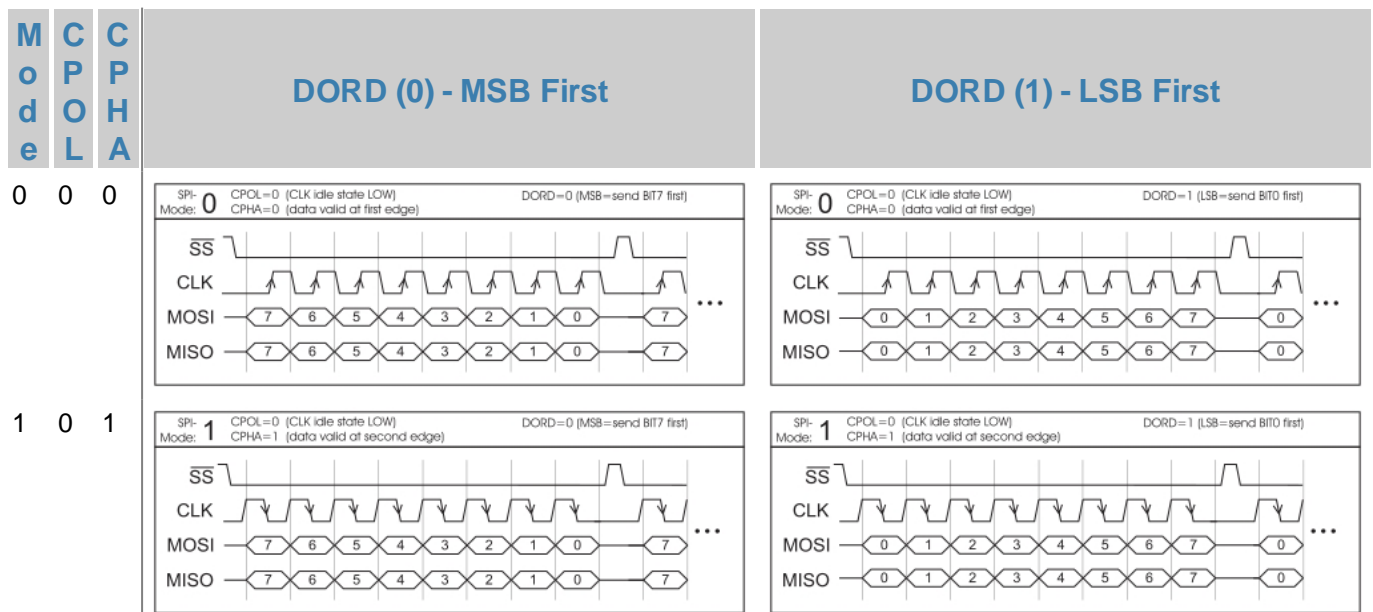 Mode CPOL CPHA DORD (0) - MSB First DORD (1) - LSB First
0 0 0
SPI-Mode: 0 CPOL=0 (CLK idle state LOW) DORD=0 (MSB=send BIT7 first)
CPHA=0 (data valid at first edge)
SS
CLK
MOSI 7 6 5 4 3 2 1 0 7 ...
MISO 7 6 5 4 3 2 1 0 7
SPI-Mode: 0 CPOL=0 (CLK idle state LOW) DORD=1 (LSB=send BIT0 first)
CPHA=0 (data valid at first edge)
SS
CLK
MOSI 0 1 2 3 4 5 6 7 0 ...
MISO 0 1 2 3 4 5 6 7 0
1 0 1
SPI-Mode: 1 CPOL=0 (CLK idle state LOW) DORD=0 (MSB=send BIT7 first)
CPHA=1 (data valid at second edge)
SS
CLK
MOSI 7 6 5 4 3 2 1 0 7 ...
MISO 7 6 5 4 3 2 1 0 7
SPI-Mode: 1 CPOL=0 (CLK idle state LOW) DORD=1 (LSB=send BIT0 first)
CPHA=1 (data valid at second edge)
SS
CLK
MOSI 0 1 2 3 4 5 6 7 0 ...
MISO 0 1 2 3 4 5 6 7 0